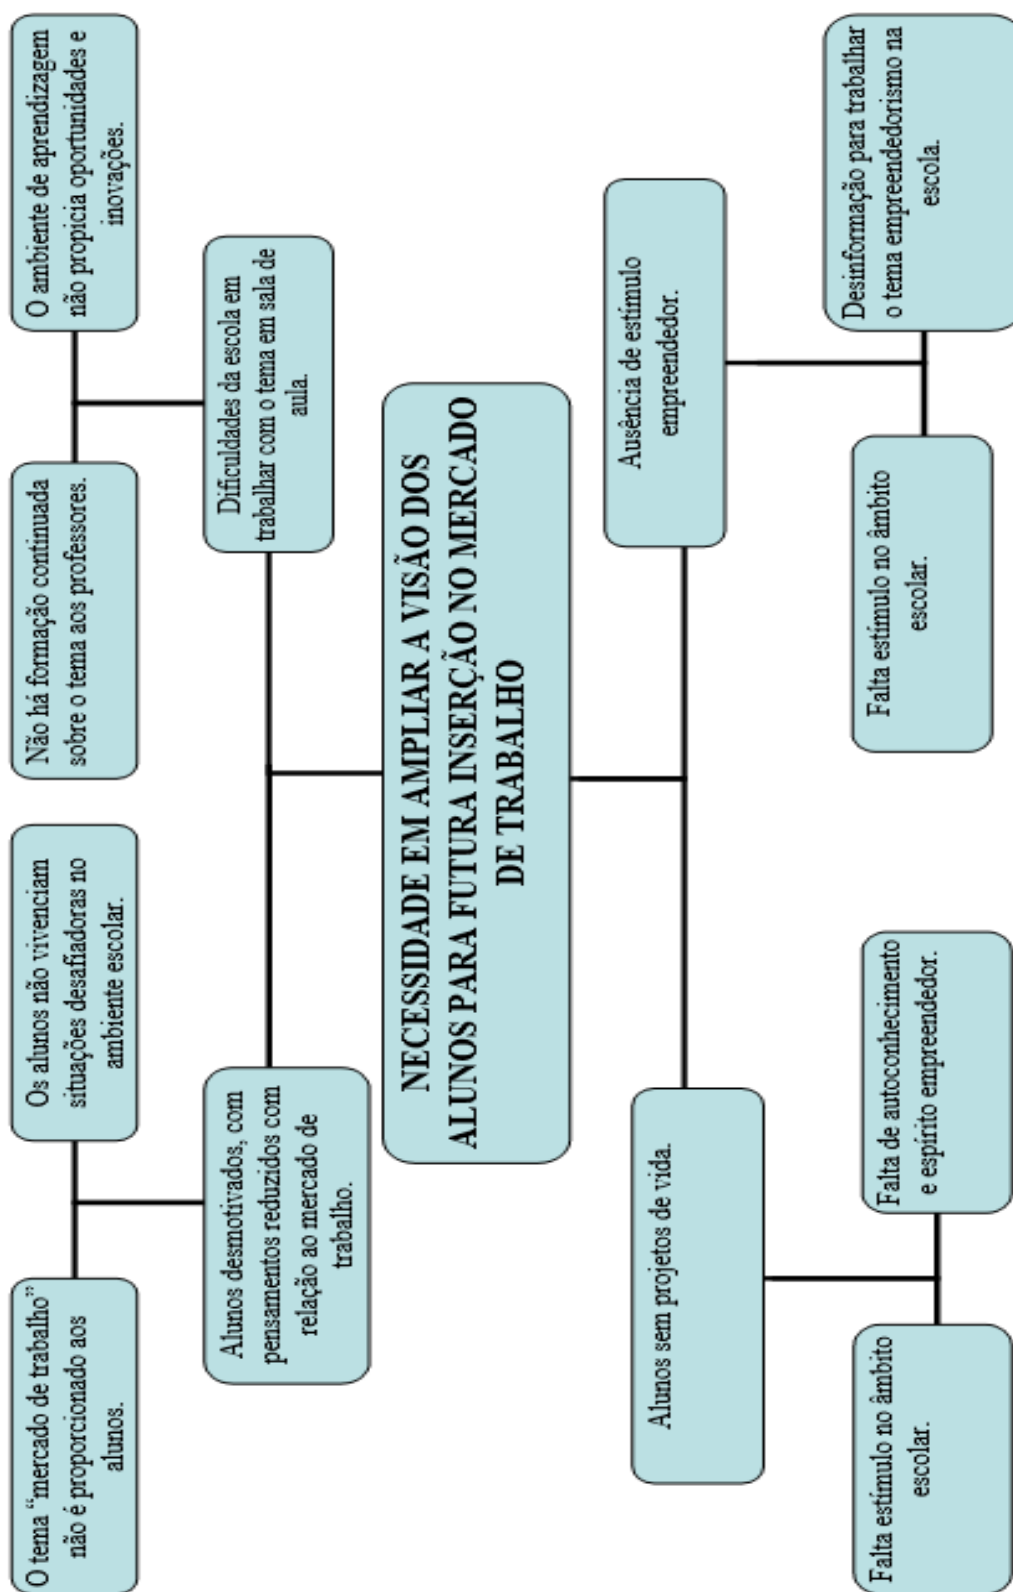 O tema “mercado de trabalho”
não é proporcionado aos
alunos.
Os alunos não vivenciam
situações desafiadoras no
ambiente escolar.
Não há formação continuada
sobre o tema aos professores.
O ambiente de aprendizagem
não propicia oportunidades e
inovações.
Alunos desmotivados, com
pensamentos reduzidos com
relação ao mercado de
trabalho.
Dificuldades da escola em
trabalhar com o tema em sala de
aula.
NECESSIDADE EM AMPLIAR A VISÃO DOS
ALUNOS PARA FUTURA INSERÇÃO NO MERCADO
DE TRABALHO
Alunos sem projetos de vida.
Ausência de estímulo
empreendedor.
Falta estímulo no âmbito
escolar.
Falta de autoconhecimento
e espírito empreendedor.
Falta estímulo no âmbito
escolar.
Desinformação para trabalhar
o tema empreendedorismo na
escola.